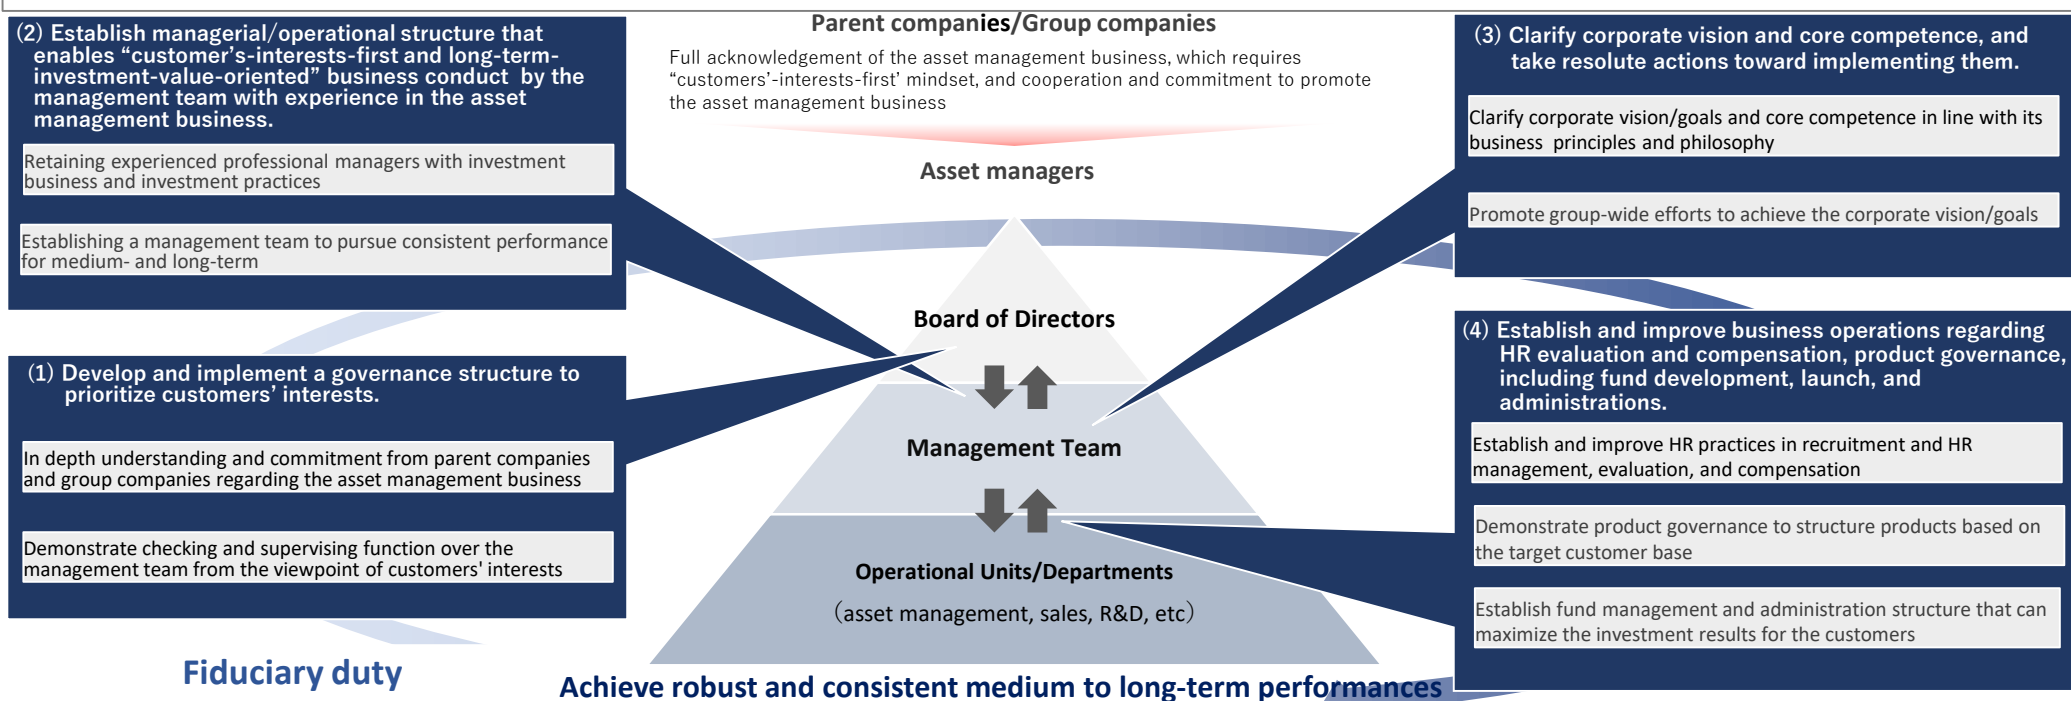 (2) Establish managerial/operational structure that
enables “customer’s-interests-first and long-term-
investment-value-oriented” business conduct by the
management team with experience in the asset
management business.
Retaining experienced professional managers with investment
business and investment practices
Establishing a management team to pursue consistent performance
for medium- and long-term
(1) Develop and implement a governance structure to
prioritize customers’ interests.
In depth understanding and commitment from parent companies
and group companies regarding the asset management business
Demonstrate checking and supervising function over the
management team from the viewpoint of customers' interests
Fiduciary duty
Parent companies/Group companies
Full acknowledgement of the asset management business, which requires
“customers’-interests-first’ mindset, and cooperation and commitment to promote
the asset management business
Asset managers
Board of Directors
Management Team
Operational Units/Departments
（asset management, sales, R&D, etc）
Achieve robust and consistent medium to long-term performances
(3) Clarify corporate vision and core competence, and
take resolute actions toward implementing them.
Clarify corporate vision/goals and core competence in line with its
business principles and philosophy
Promote group-wide efforts to achieve the corporate vision/goals
(4) Establish and improve business operations regarding
HR evaluation and compensation, product governance,
including fund development, launch, and
administrations.
Establish and improve HR practices in recruitment and HR
management, evaluation, and compensation
Demonstrate product governance to structure products based on
the target customer base
Establish fund management and administration structure that can
maximize the investment results for the customers